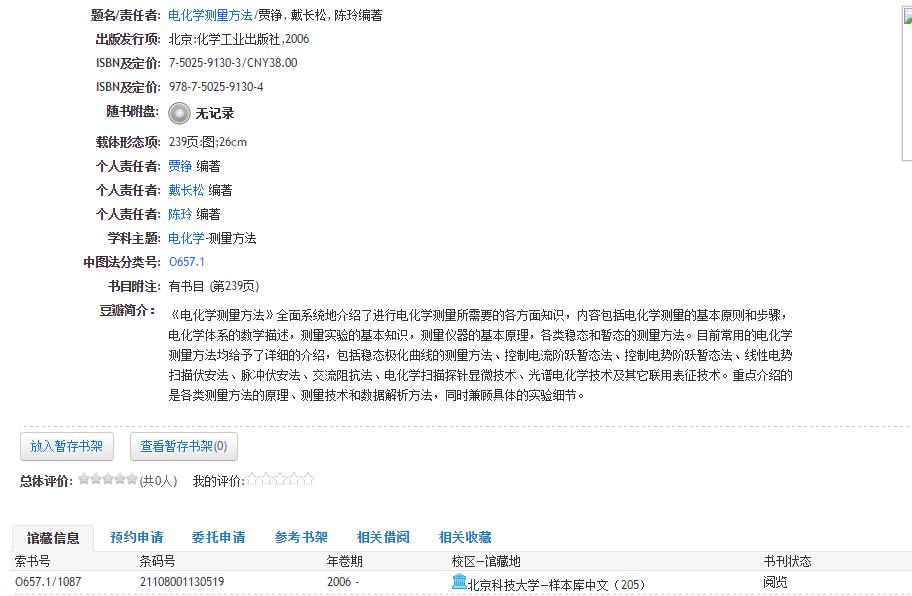 题名/责任者: 电化学测量方法/贾铮, 戴长松, 陈玲编著
出版发行项: 北京:化学工业出版社,2006
ISBN及定价: 7-5025-9130-3/CNY38.00
ISBN及定价: 978-7-5025-9130-4
随书附盘: 无记录
载体形态项: 239页:图;26cm
个人责任者: 贾铮 编著
个人责任者: 戴长松 编著
个人责任者: 陈玲 编著
学科主题: 电化学-测量方法
中图法分类号: O657.1
书目附注: 有书目 (第239页)
豆瓣简介: 《电化学测量方法》全面系统地介绍了进行电化学测量所需要的各方面知识，内容包括电化学测量的基本原则和步骤，
电化学体系的数学描述，测量实验的基本知识，测量仪器的基本原理，各类稳态和暂态的测量方法。目前常用的电化学
测量方法均给予了详细的介绍，包括稳态极化曲线的测量方法、控制电流阶跃暂态法、控制电势阶跃暂态法、线性电势
扫描伏安法、脉冲伏安法、交流阻抗法、电化学扫描探针显微技术、光谱电化学技术及其它联用表征技术。重点介绍的
是各类测量方法的原理、测量技术和数据解析方法，同时兼顾具体的实验细节。
放入暂存书架 查看暂存书架(0)
总体评价: (共0人) 我的评价:
馆藏信息 预约申请 委托申请 参考书架 相关借阅 相关收藏
索书号 条码号 年卷期 校区—馆藏地 书刊状态
O657.1/1087 21108001130519 2006 - 北京科技大学—样本库中文（205） 阅览